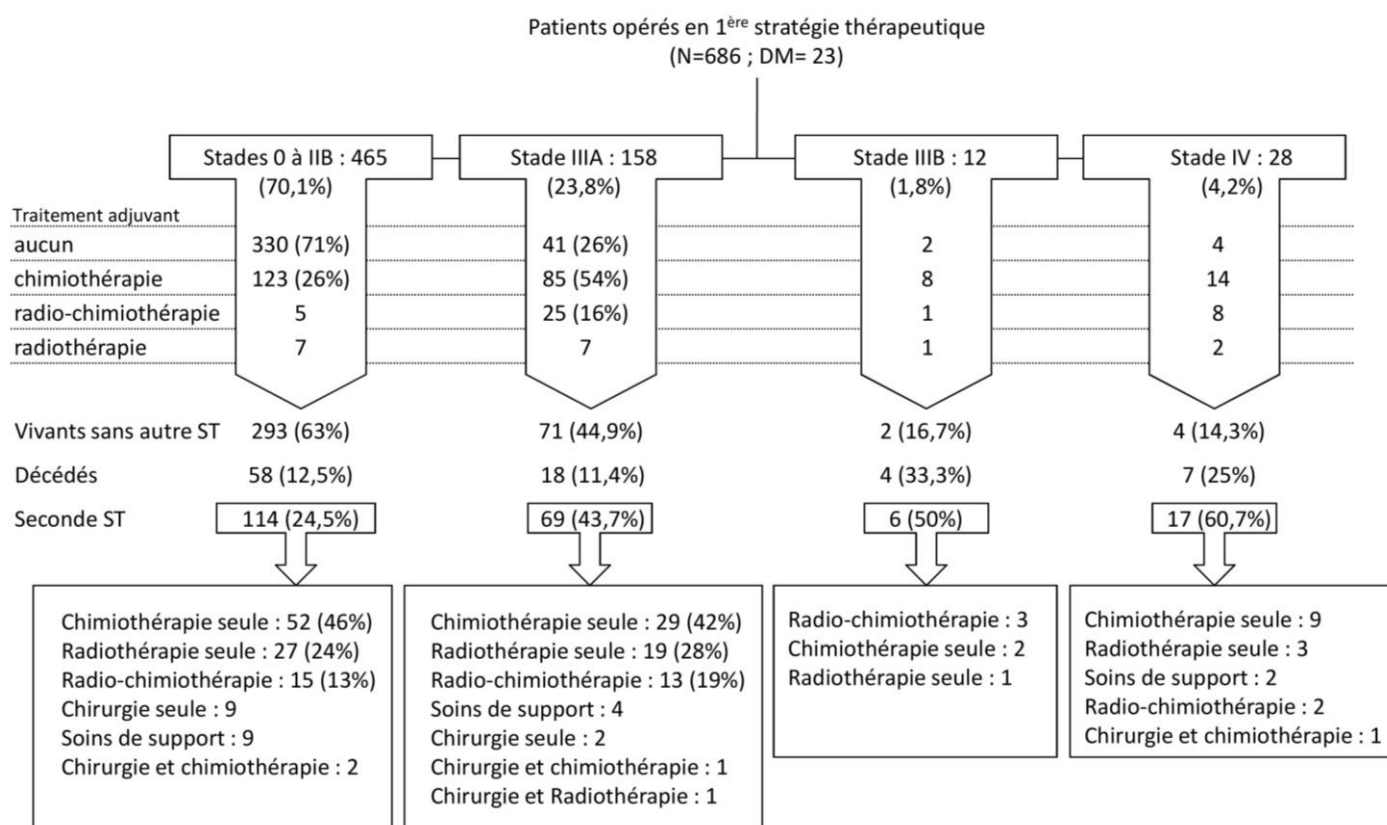 Patients opérés en 1ère stratégie thérapeutique
(N=686 ; DM= 23)
Stades 0 à IIB : 465 Stade IIIA : 158 Stade IIIB : 12 Stade IV : 28
(70,1%) (23,8%) (1,8%) (4,2%)
Traitement adjuvant
aucun 330 (71%) 41 (26%) 2 4
chimiothérapie 123 (26%) 85 (54%) 8 14
radio-chimiothérapie 5 25 (16%) 1 8
radiothérapie 7 7 1 2
Vivants sans autre ST 293 (63%) 71 (44,9%) 2 (16,7%) 4 (14,3%)
Décédés 58 (12,5%) 18 (11,4%) 4 (33,3%) 7 (25%)
Seconde ST 114 (24,5%) 69 (43,7%) 6 (50%) 17 (60,7%)
Chimiothérapie seule : 52 (46%)
Radiothérapie seule : 27 (24%)
Radio-chimiothérapie : 15 (13%)
Chirurgie seule : 9
Soins de support : 9
Chirurgie et chimiothérapie : 2
Chimiothérapie seule : 29 (42%)
Radiothérapie seule : 19 (28%)
Radio-chimiothérapie : 13 (19%)
Soins de support : 4
Chirurgie seule : 2
Chirurgie et chimiothérapie : 1
Chirurgie et Radiothérapie : 1
Radio-chimiothérapie : 3
Chimiothérapie seule : 2
Radiothérapie seule : 1
Chimiothérapie seule : 9
Radiothérapie seule : 3
Soins de support : 2
Radio-chimiothérapie : 2
Chirurgie et chimiothérapie : 1